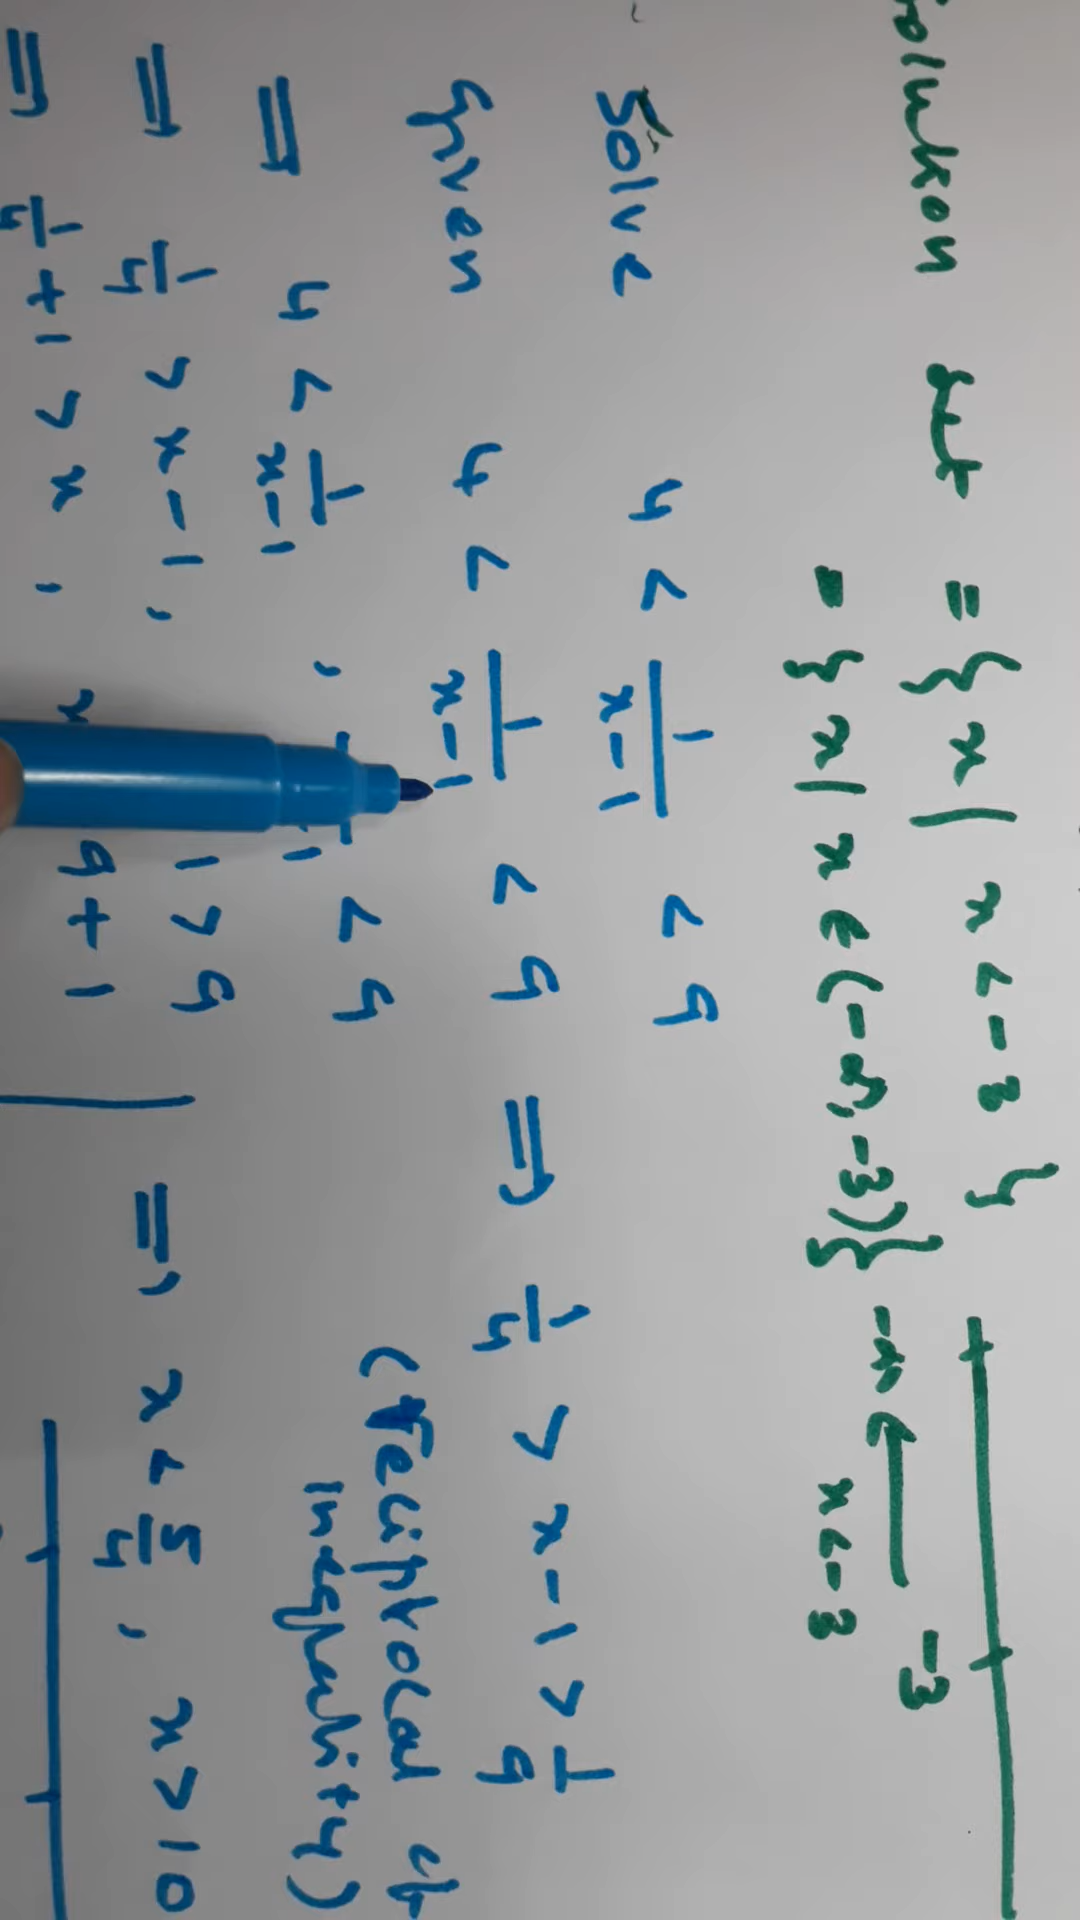 Solution set = { x | x < -3 }
= { x | x ∈ (-∞, -3) }
-3
-∞ ←
x < -3
Solve 4 < 1/(x-1) < 9
Given 4 < 1/(x-1) < 9 ⇒ 1/4 > x-1 > 1/9
(reciprocal of inequality)
⇒ 4 < 1/(x-1) , < 9
⇒ 1/4 > x-1 , 1 > 9
⇒ 1/4 + 1 > x , 9 + 1
⇒ x < 5/4 , x > 10